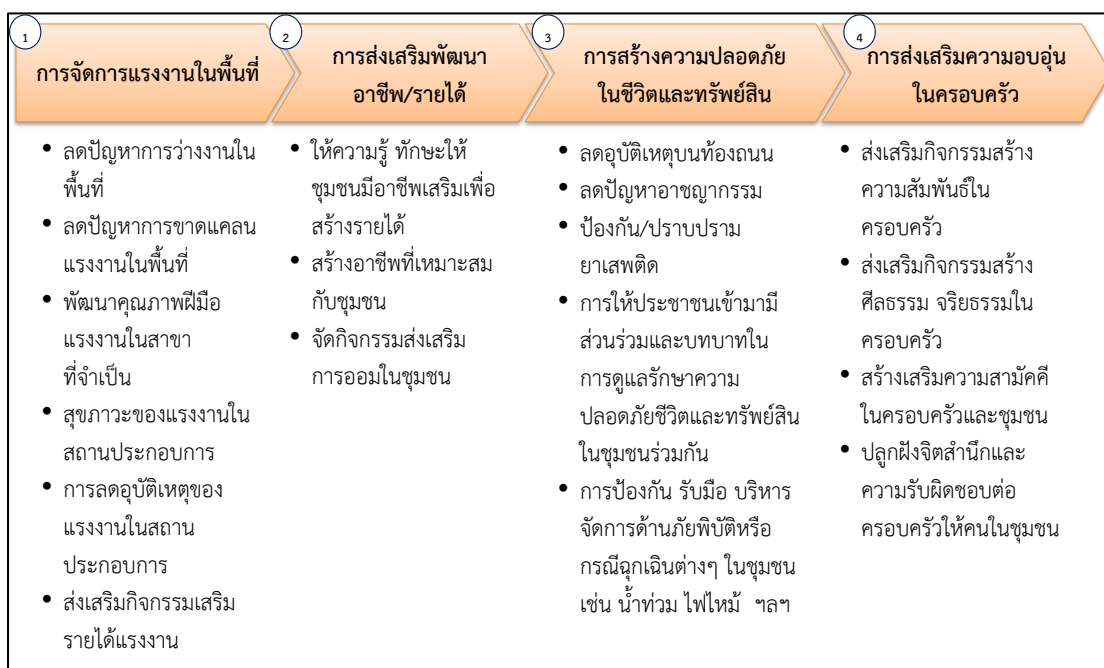 1
การจัดการแรงงานในพื้นที่
2
การส่งเสริมพัฒนา
อาชีพ/รายได้
3
การสร้างความปลอดภัย
ในชีวิตและทรัพย์สิน
4
การส่งเสริมความอบอุ่น
ในครอบครัว
• ลดปัญหาการว่างงานใน
พื้นที่
• ลดปัญหาการขาดแคลน
แรงงานในพื้นที่
• พัฒนาคุณภาพฝีมือ
แรงงานในสาขา
ที่จำเป็น
• สุขภาวะของแรงงานใน
สถานประกอบการ
• การลดอุบัติเหตุของ
แรงงานในสถาน
ประกอบการ
• ส่งเสริมกิจกรรมเสริม
รายได้แรงงาน
• ให้ความรู้ ทักษะให้
ชุมชนมีอาชีพเสริมเพื่อ
สร้างรายได้
• สร้างอาชีพที่เหมาะสม
กับชุมชน
• จัดกิจกรรมส่งเสริม
การออมในชุมชน
• ลดอุบัติเหตุบนท้องถนน
• ลดปัญหาอาชญากรรม
• ป้องกัน/ปราบปราม
ยาเสพติด
• การให้ประชาชนเข้ามามี
ส่วนร่วมและบทบาทใน
การดูแลรักษาความ
ปลอดภัยชีวิตและทรัพย์สิน
ในชุมชนร่วมกัน
• การป้องกัน รับมือ บริหาร
จัดการด้านภัยพิบัติหรือ
กรณีฉุกเฉินต่างๆ ในชุมชน
เช่น น้ำท่วม ไฟไหม้ ฯลฯ
• ส่งเสริมกิจกรรมสร้าง
ความสัมพันธ์ใน
ครอบครัว
• ส่งเสริมกิจกรรมสร้าง
ศีลธรรม จริยธรรมใน
ครอบครัว
• สร้างเสริมความสามัคคี
ในครอบครัวและชุมชน
• ปลูกฝังจิตสำนึกและ
ความรับผิดชอบต่อ
ครอบครัวให้คนในชุมชน